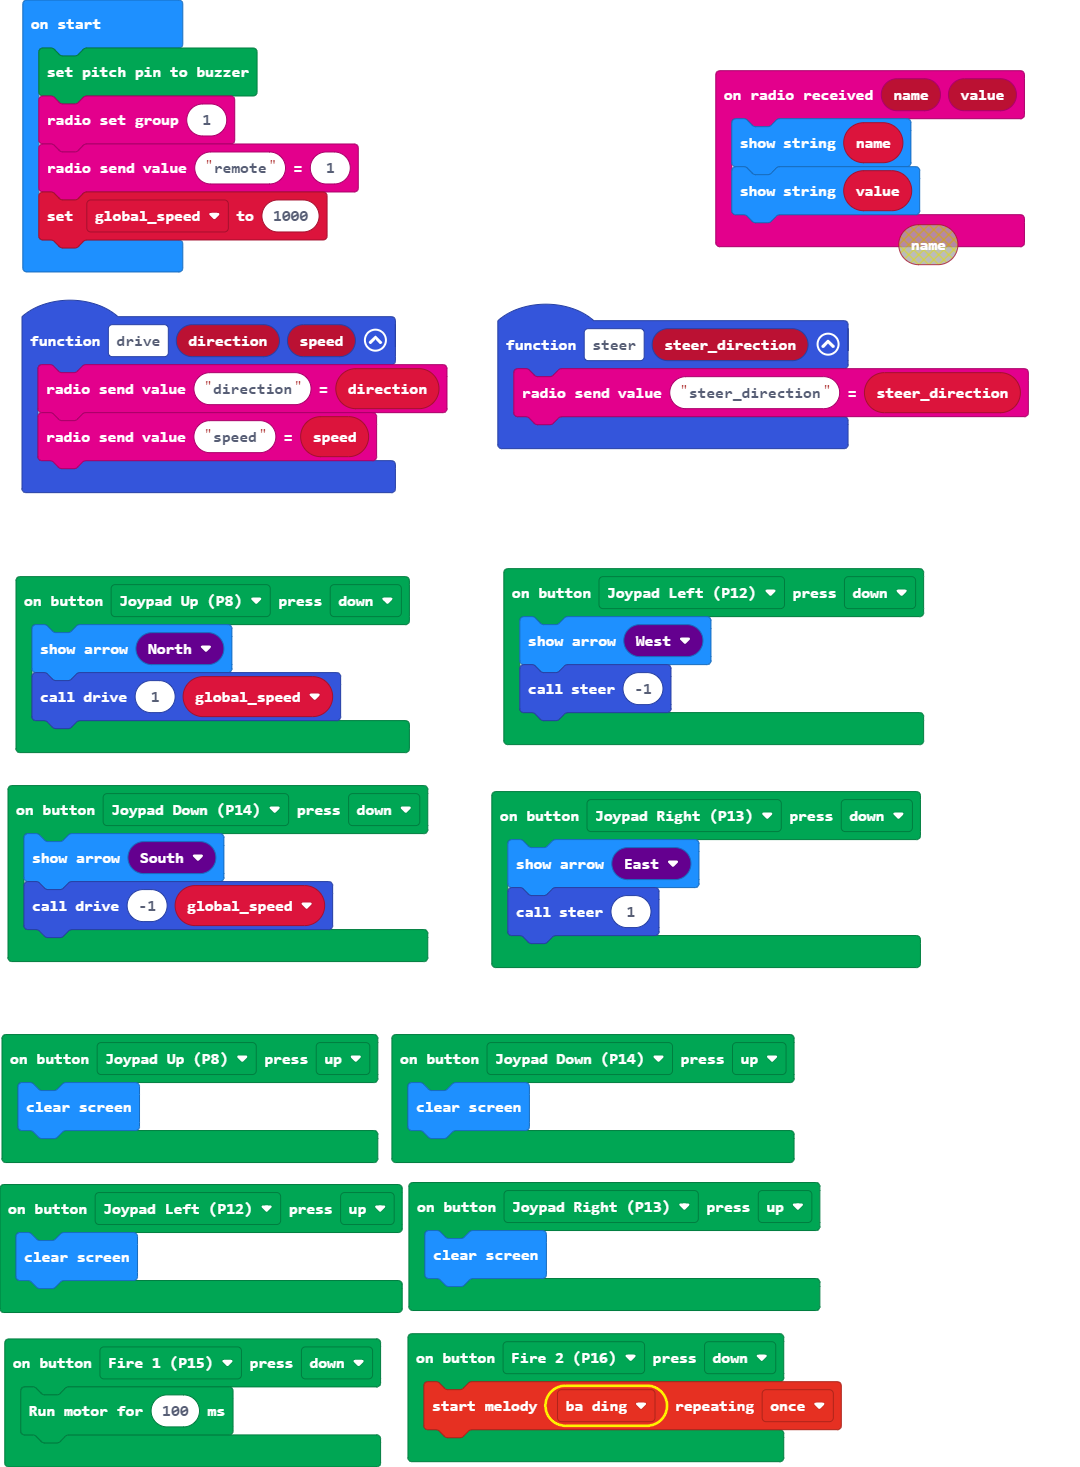 on start
set pitch pin to buzzer
radio set group 1
radio send value "remote" = 1
set global_speed to 1000
on radio received name value
show string name
show string value
name
function drive direction speed
radio send value "direction" = direction
radio send value "speed" = speed
function steer steer_direction
radio send value "steer_direction" = steer_direction
on button Joypad Up (P8) press down
show arrow North
call drive 1 global_speed
on button Joypad Left (P12) press down
show arrow West
call steer -1
on button Joypad Down (P14) press down
show arrow South
call drive -1 global_speed
on button Joypad Right (P13) press down
show arrow East
call steer 1
on button Joypad Up (P8) press up
clear screen
on button Joypad Down (P14) press up
clear screen
on button Joypad Left (P12) press up
clear screen
on button Joypad Right (P13) press up
clear screen
on button Fire 1 (P15) press down
Run motor for 100 ms
on button Fire 2 (P16) press down
start melody ba ding repeating once